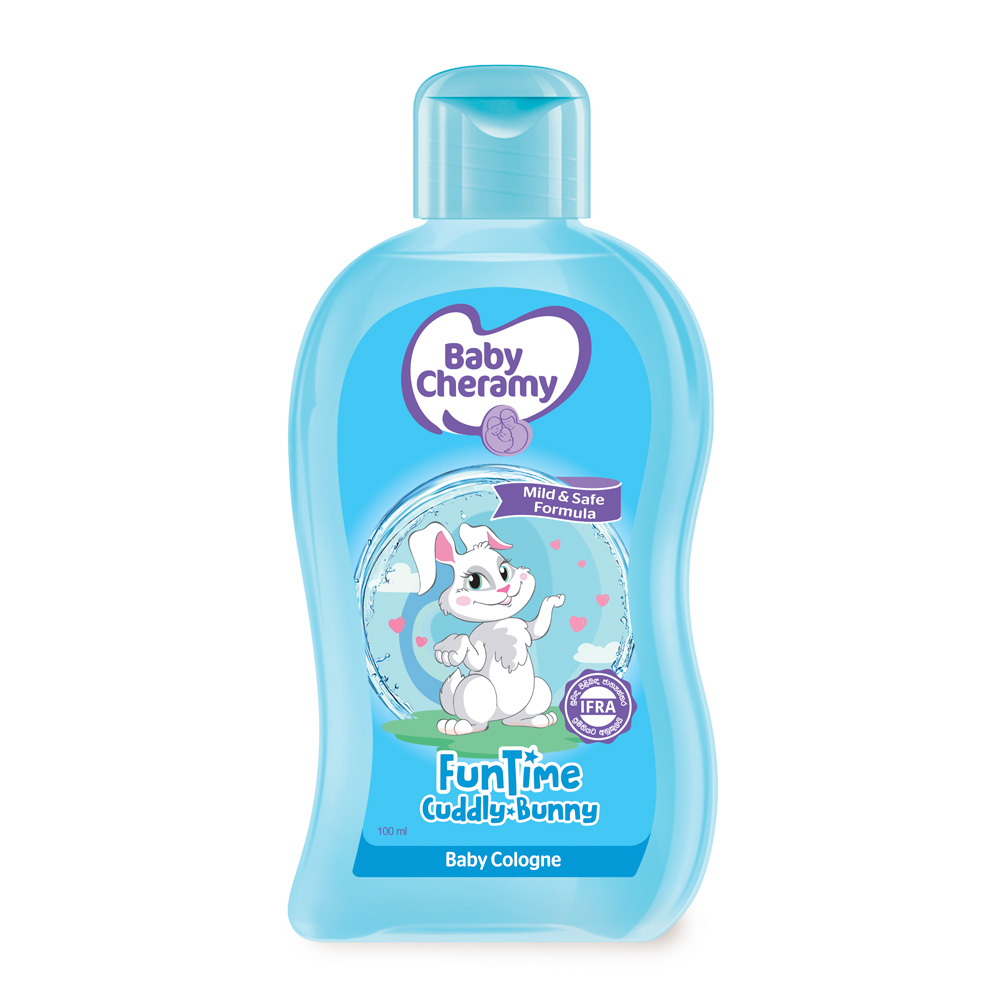 Baby
Cheramy
Mild & Safe
Formula
IFRA
FunTime
Cuddly Bunny
100 ml
Baby Cologne